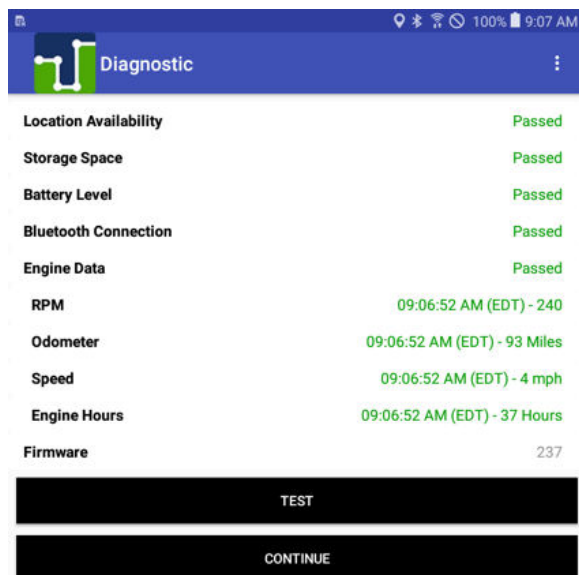 100% 9:07 AM
Diagnostic
Location Availability Passed
Storage Space Passed
Battery Level Passed
Bluetooth Connection Passed
Engine Data Passed
RPM 09:06:52 AM (EDT) - 240
Odometer 09:06:52 AM (EDT) - 93 Miles
Speed 09:06:52 AM (EDT) - 4 mph
Engine Hours 09:06:52 AM (EDT) - 37 Hours
Firmware 237
TEST
CONTINUE